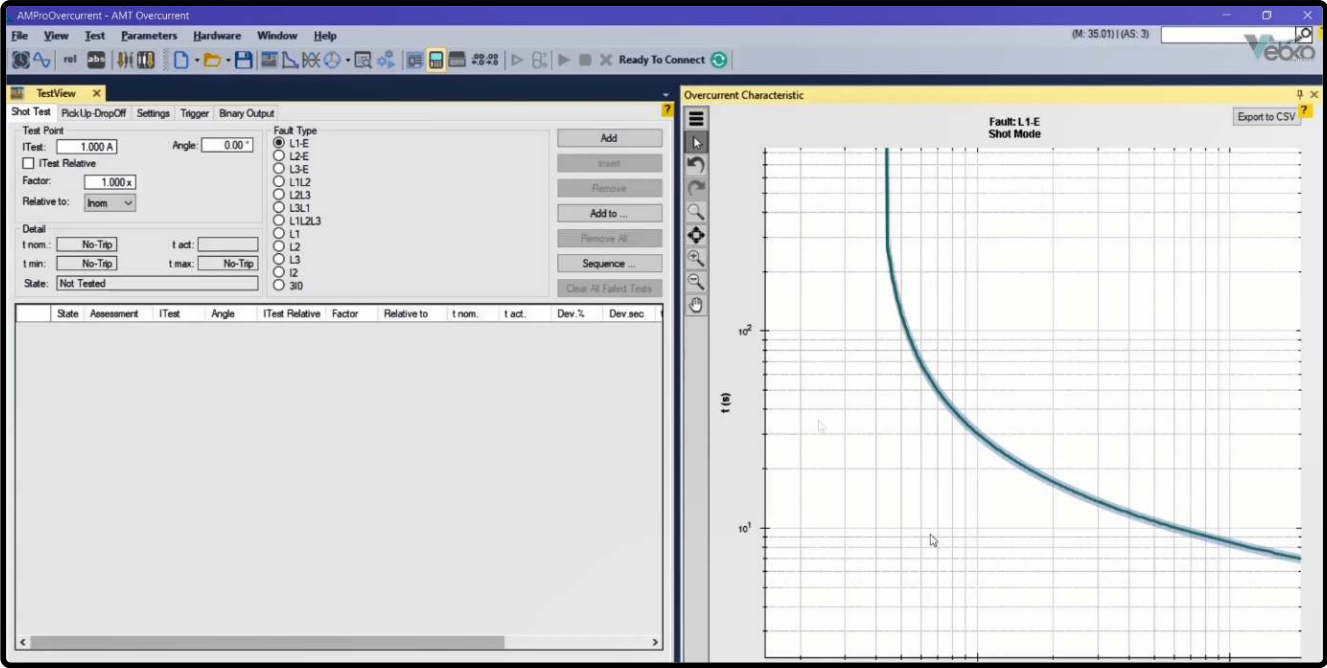 AMProOvercurrent - AMT Overcurrent
File View Test Parameters Hardware Window Help
(M: 35.01) | (AS: 3)
Vebko
rel abs Ready To Connect
TestView X
Overcurrent Characteristic
Shot Test PickUp-DropOff Settings Trigger Binary Output
?
Test Point
ITest: 1.000 A Angle: 0.00 °
ITest Relative
Factor: 1.000 x
Relative to: Inom
Detail
t nom.: No-Trip t act:
t min: No-Trip t max: No-Trip
State: Not Tested
Fault Type
L1-E
L2-E
L3-E
L1L2
L2L3
L3L1
L1L2L3
L1
L2
L3
I2
3I0
Add
Insert
Remove
Add to ...
Remove All
Sequence ...
Clear All Failed Tests
State Assessment ITest Angle ITest Relative Factor Relative to t nom. t act. Dev.% Dev.sec
Fault: L1-E
Shot Mode
Export to CSV
?
10²
t (s)
10¹